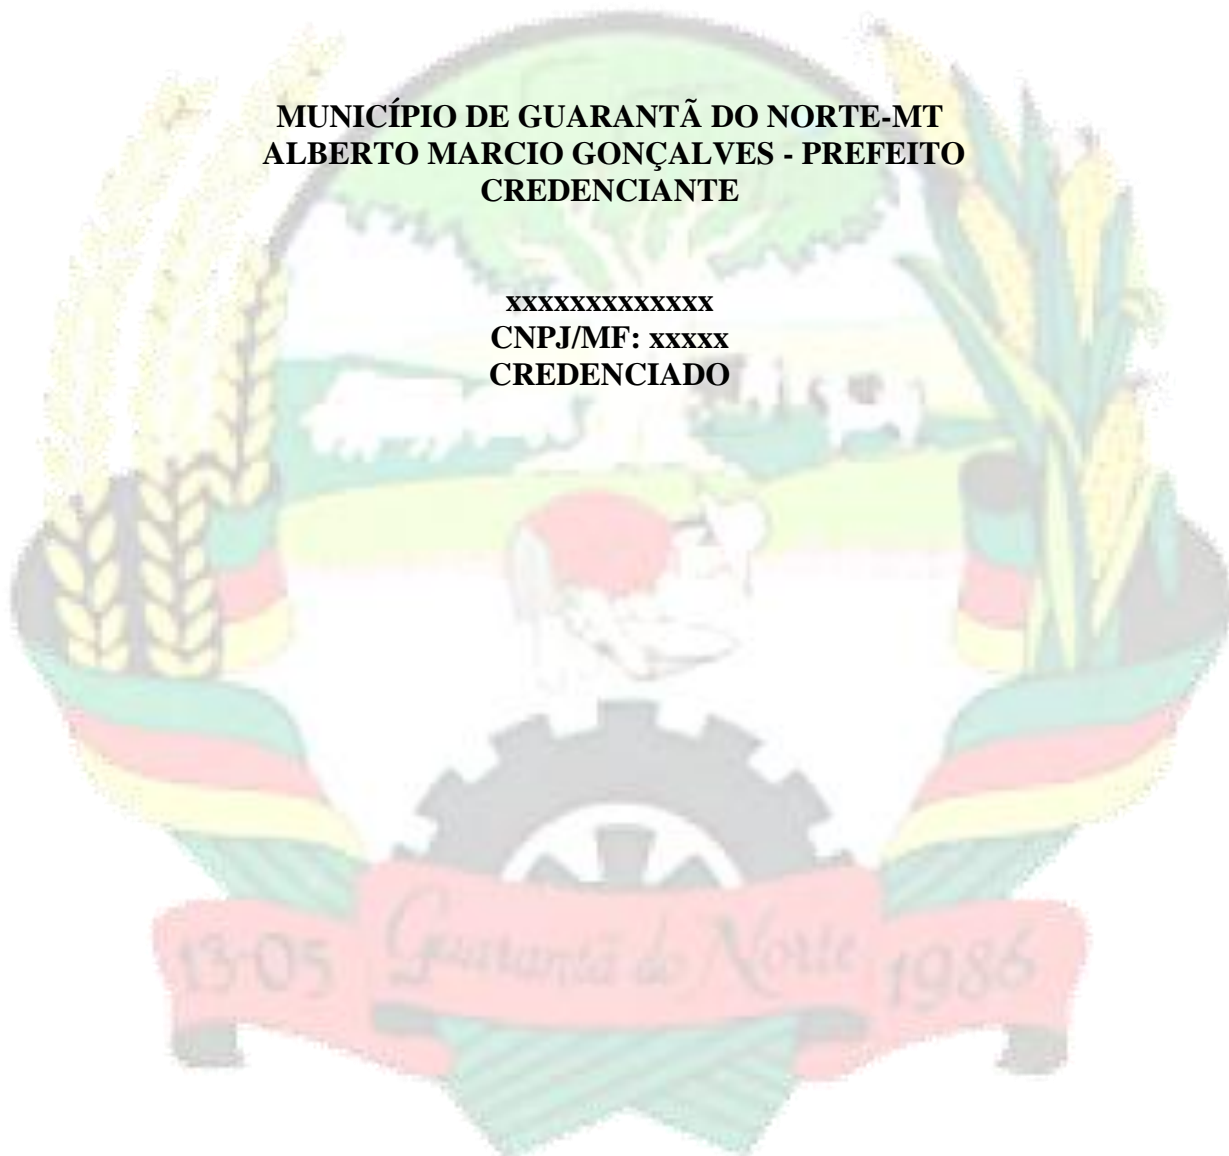 MUNICÍPIO DE GUARANTÃ DO NORTE-MT
ALBERTO MARCIO GONÇALVES - PREFEITO
CREDENCIANTE
xxxxxxxxxxxxx
CNPJ/MF: xxxxx
CREDENCIADO
13-05 Guarantã do Norte 1986